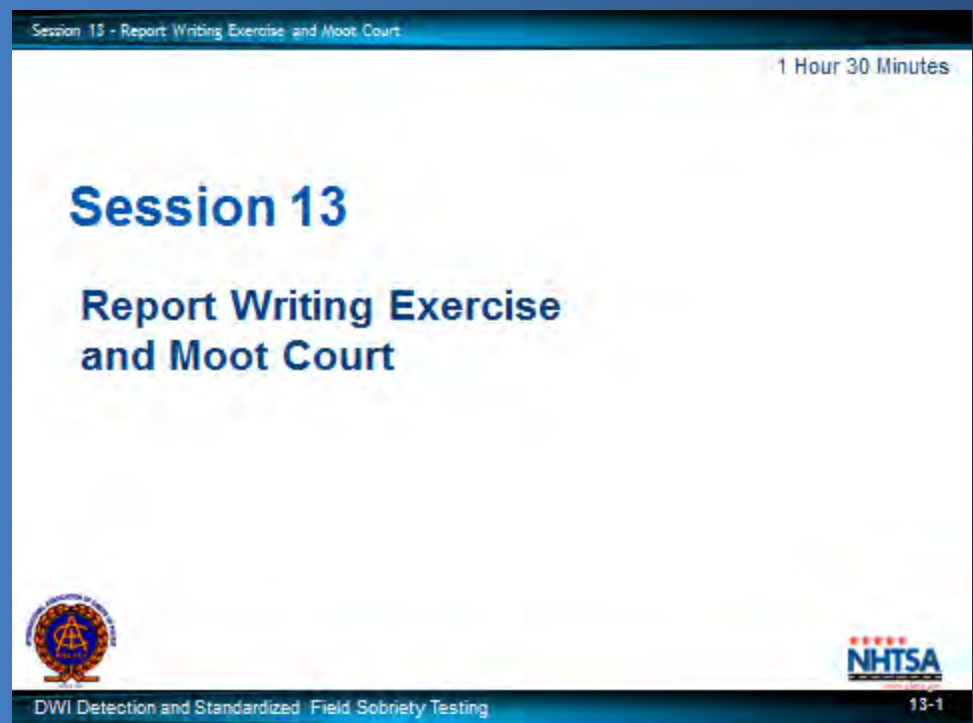 Session 13 - Report Writing Exercise and Moot Court
1 Hour 30 Minutes
Session 13
Report Writing Exercise
and Moot Court
NHTSA
DWI Detection and Standardized Field Sobriety Testing
13-1